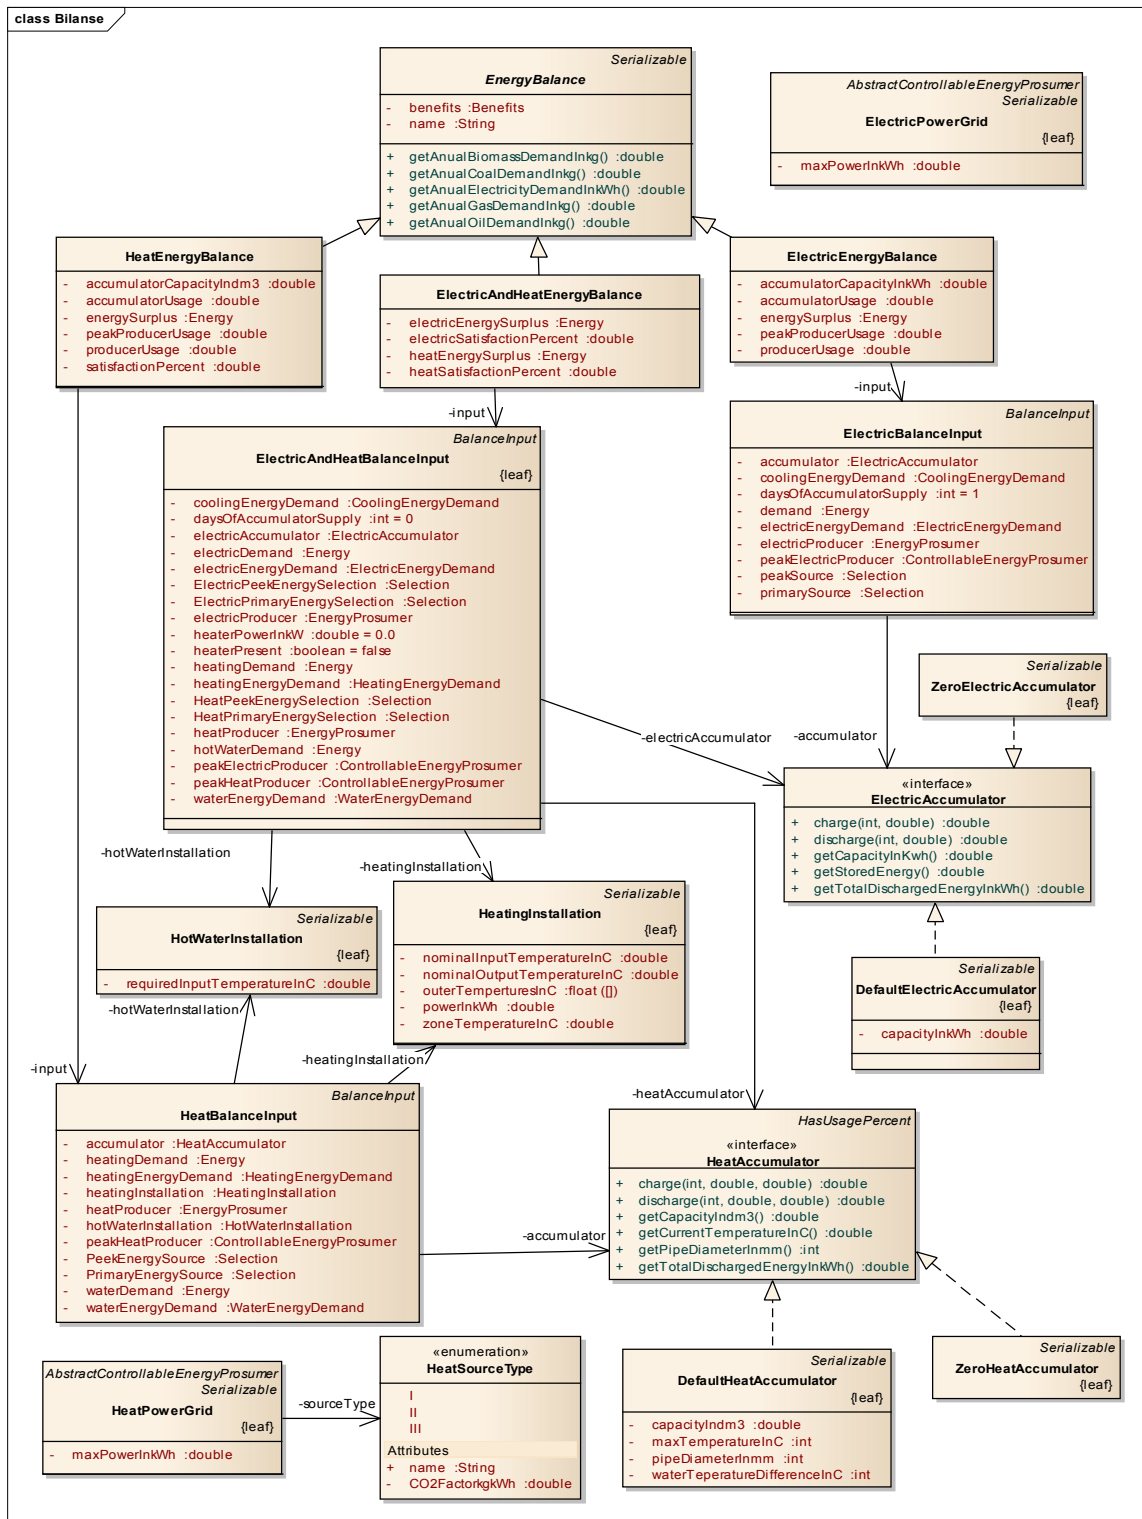 class Bilanse
Serializable
EnergyBalance
- benefits :Benefits
- name :String
+ getAnualBiomassDemandInkg() :double
+ getAnualCoalDemandInkg() :double
+ getAnualElectricityDemandInkWh() :double
+ getAnualGasDemandInkg() :double
+ getAnualOilDemandInkg() :double
AbstractControllableEnergyProsumer
Serializable
ElectricPowerGrid
{leaf}
- maxPowerInkWh :double
HeatEnergyBalance
- accumulatorCapacityIndm3 :double
- accumulatorUsage :double
- energySurplus :Energy
- peakProducerUsage :double
- producerUsage :double
- satisfactionPercent :double
ElectricAndHeatEnergyBalance
- electricEnergySurplus :Energy
- electricSatisfactionPercent :double
- heatEnergySurplus :Energy
- heatSatisfactionPercent :double
ElectricEnergyBalance
- accumulatorCapacityInkWh :double
- accumulatorUsage :double
- energySurplus :Energy
- peakProducerUsage :double
- producerUsage :double
-input
-input
BalanceInput
ElectricAndHeatBalanceInput
{leaf}
- coolingEnergyDemand :CoolingEnergyDemand
- daysOfAccumulatorSupply :int = 0
- electricAccumulator :ElectricAccumulator
- electricDemand :Energy
- electricEnergyDemand :ElectricEnergyDemand
- ElectricPeekEnergySelection :Selection
- ElectricPrimaryEnergySelection :Selection
- electricProducer :EnergyProsumer
- heaterPowerInkW :double = 0.0
- heaterPresent :boolean = false
- heatingDemand :Energy
- heatingEnergyDemand :HeatingEnergyDemand
- HeatPeekEnergySelection :Selection
- HeatPrimaryEnergySelection :Selection
- heatProducer :EnergyProsumer
- hotWaterDemand :Energy
- peakElectricProducer :ControllableEnergyProsumer
- peakHeatProducer :ControllableEnergyProsumer
- waterEnergyDemand :WaterEnergyDemand
BalanceInput
ElectricBalanceInput
- accumulator :ElectricAccumulator
- coolingEnergyDemand :CoolingEnergyDemand
- daysOfAccumulatorSupply :int = 1
- demand :Energy
- electricEnergyDemand :ElectricEnergyDemand
- electricProducer :EnergyProsumer
- peakElectricProducer :ControllableEnergyProsumer
- peakSource :Selection
- primarySource :Selection
Serializable
ZeroElectricAccumulator
{leaf}
-electricAccumulator
-accumulator
«interface»
ElectricAccumulator
+ charge(int, double) :double
+ discharge(int, double) :double
+ getCapacityInKwh() :double
+ getStoredEnergy() :double
+ getTotalDischargedEnergyInkWh() :double
-hotWaterInstallation
-heatingInstallation
Serializable
HotWaterInstallation
{leaf}
- requiredInputTemperatureInC :double
Serializable
HeatingInstallation
{leaf}
- nominalInputTemperatureInC :double
- nominalOutputTemperatureInC :double
- outerTemperturesInC :float ([])
- powerInkWh :double
- zoneTemperatureInC :double
Serializable
DefaultElectricAccumulator
{leaf}
- capacityInkWh :double
-hotWaterInstallation
-heatingInstallation
-input
-heatAccumulator
BalanceInput
HeatBalanceInput
- accumulator :HeatAccumulator
- heatingDemand :Energy
- heatingEnergyDemand :HeatingEnergyDemand
- heatingInstallation :HeatingInstallation
- heatProducer :EnergyProsumer
- hotWaterInstallation :HotWaterInstallation
- peakHeatProducer :ControllableEnergyProsumer
- PeekEnergySource :Selection
- PrimaryEnergySource :Selection
- waterDemand :Energy
- waterEnergyDemand :WaterEnergyDemand
-accumulator
HasUsagePercent
«interface»
HeatAccumulator
+ charge(int, double, double) :double
+ discharge(int, double, double) :double
+ getCapacityIndm3() :double
+ getCurrentTemperatureInC() :double
+ getPipeDiameterInmm() :int
+ getTotalDischargedEnergyInkWh() :double
AbstractControllableEnergyProsumer
Serializable
HeatPowerGrid
{leaf}
- maxPowerInkWh :double
-sourceType
«enumeration»
HeatSourceType
I
II
III
Attributes
+ name :String
- CO2FactorkgkWh :double
Serializable
DefaultHeatAccumulator
{leaf}
- capacityIndm3 :double
- maxTemperatureInC :int
- pipeDiameterInmm :int
- waterTeperatureDifferenceInC :int
Serializable
ZeroHeatAccumulator
{leaf}